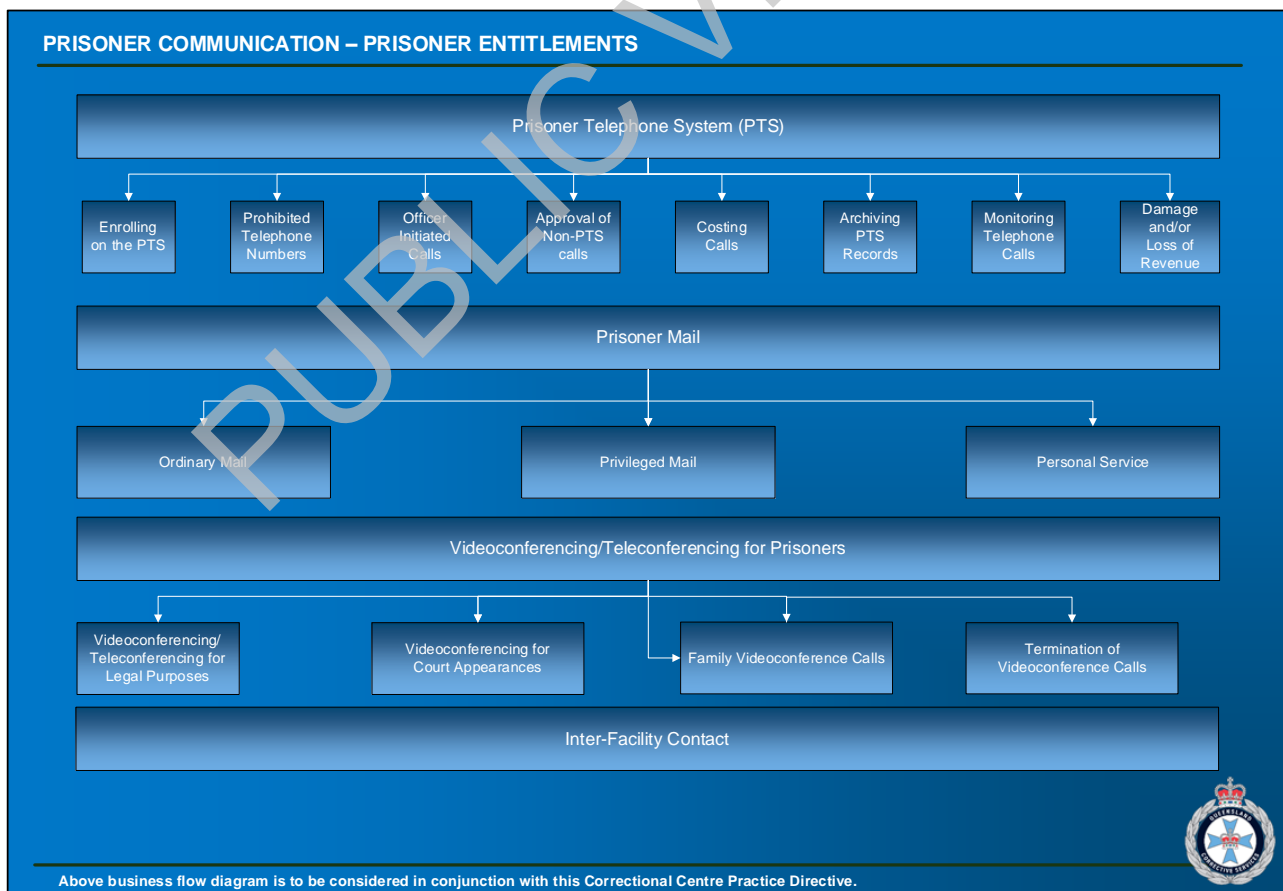 PRISONER COMMUNICATION – PRISONER ENTITLEMENTS
Prisoner Telephone System (PTS)
Enrolling
on the PTS
Prohibited
Telephone
Numbers
Officer
Initiated
Calls
Approval of
Non-PTS
calls
Costing
Calls
Archiving
PTS
Records
Monitoring
Telephone
Calls
Damage
and/or
Loss of
Revenue
Prisoner Mail
Ordinary Mail
Privileged Mail
Personal Service
Videoconferencing/Teleconferencing for Prisoners
Videoconferencing/
Teleconferencing for
Legal Purposes
Videoconferencing for
Court Appearances
Family Videoconference Calls
Termination of
Videoconference Calls
Inter-Facility Contact
PUBLIC
QUEENSLAND
CORRECTIVE SERVICES
Above business flow diagram is to be considered in conjunction with this Correctional Centre Practice Directive.